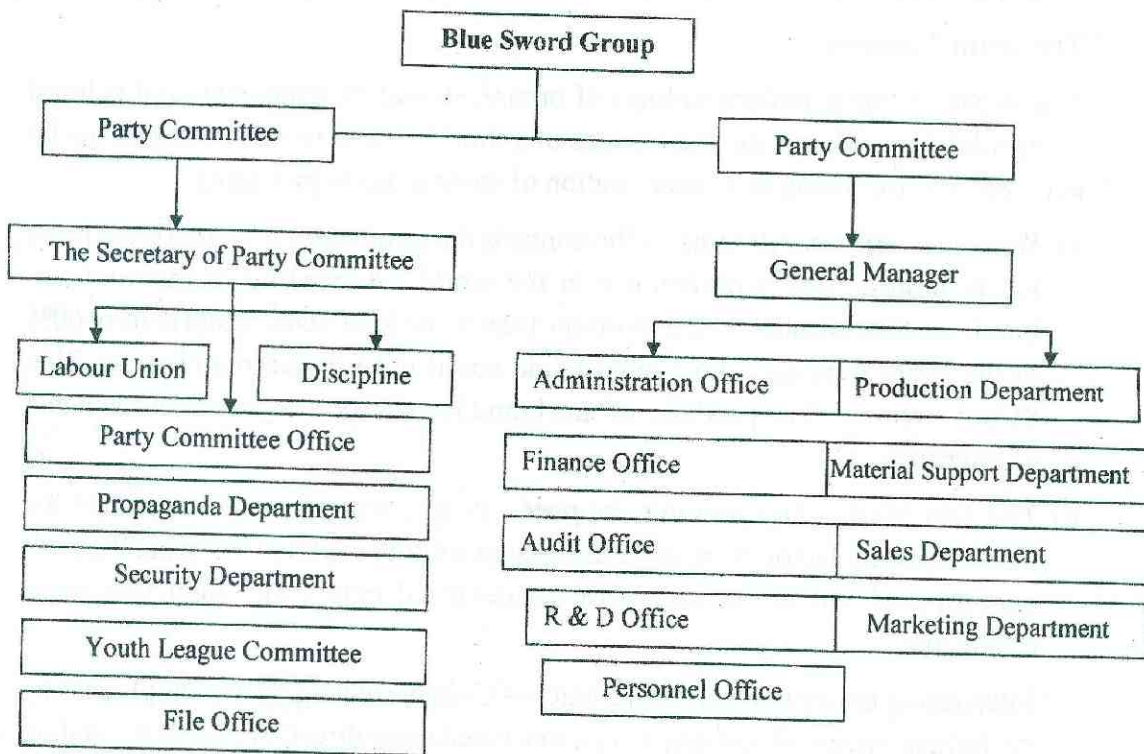 Blue Sword Group
Party Committee
Party Committee
The Secretary of Party Committee
General Manager
Labour Union
Discipline
Administration Office
Production Department
Party Committee Office
Finance Office
Material Support Department
Propaganda Department
Audit Office
Sales Department
Security Department
R & D Office
Marketing Department
Youth League Committee
Personnel Office
File Office